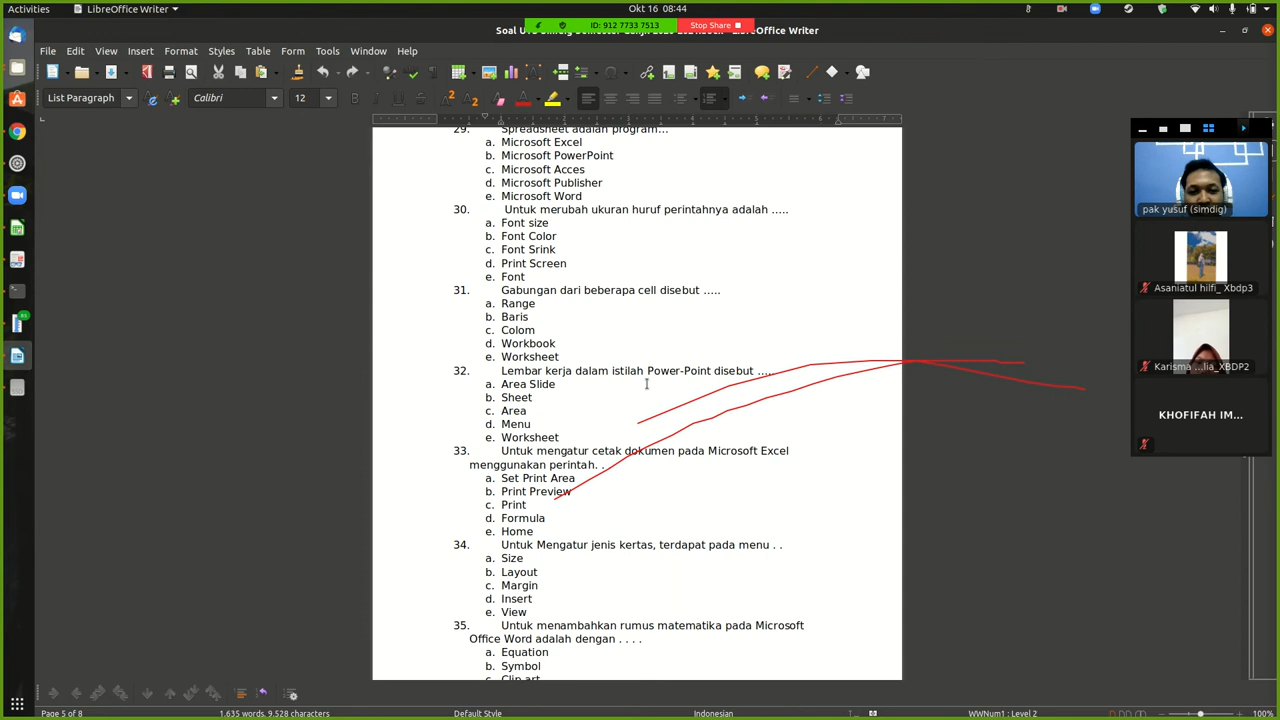 Activities
LibreOffice Writer
Okt 16 08:44
ID: 912 7733 7513
Stop Share
LibreOffice Writer
File Edit View Insert Format Styles Table Form Tools Window Help
List Paragraph
Calibri
12
29. Spreadsheet adalah program...
a. Microsoft Excel
b. Microsoft PowerPoint
c. Microsoft Acces
d. Microsoft Publisher
e. Microsoft Word
30. Untuk merubah ukuran huruf perintahnya adalah .....
a. Font size
b. Font Color
c. Font Srink
d. Print Screen
e. Font
31. Gabungan dari beberapa cell disebut .....
a. Range
b. Baris
c. Colom
d. Workbook
e. Worksheet
32. Lembar kerja dalam istilah Power-Point disebut .....
a. Area Slide
b. Sheet
c. Area
d. Menu
e. Worksheet
33. Untuk mengatur cetak dokumen pada Microsoft Excel
menggunakan perintah. .
a. Set Print Area
b. Print Preview
c. Print
d. Formula
e. Home
34. Untuk Mengatur jenis kertas, terdapat pada menu . .
a. Size
b. Layout
c. Margin
d. Insert
e. View
35. Untuk menambahkan rumus matematika pada Microsoft
Office Word adalah dengan . . . .
a. Equation
b. Symbol
c. Clip art
pak yusuf (simdig)
Asaniatul hilfi_ Xbdp3
Karisma ...lia_XBDP2
KHOFIFAH IM...
Page 5 of 8
1.635 words, 9.528 characters
Default Style
Indonesian
WWNum1 : Level 2
100%